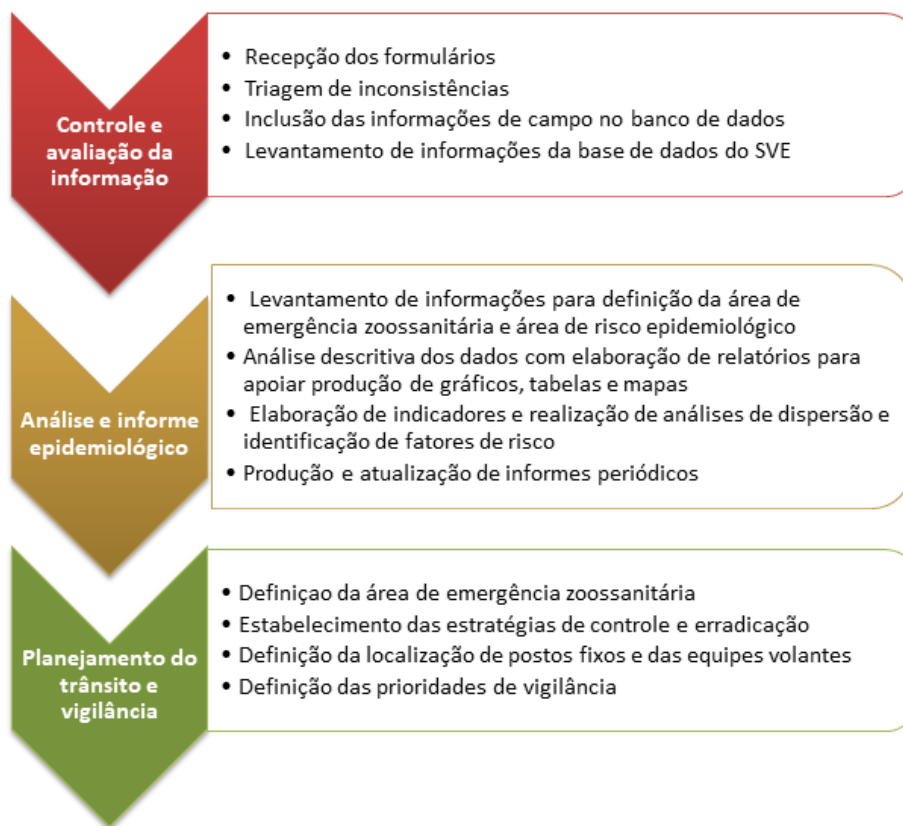 Controle e
avaliação da
informação
• Recepção dos formulários
• Triagem de inconsistências
• Inclusão das informações de campo no banco de dados
• Levantamento de informações da base de dados do SVE
Análise e informe
epidemiológico
• Levantamento de informações para definição da área de
emergência zoossanitária e área de risco epidemiológico
• Análise descritiva dos dados com elaboração de relatórios para
apoiar produção de gráficos, tabelas e mapas
• Elaboração de indicadores e realização de análises de dispersão e
identificação de fatores de risco
• Produção e atualização de informes periódicos
Planejamento do
trânsito e
vigilância
• Definiçao da área de emergência zoossanitária
• Estabelecimento das estratégias de controle e erradicação
• Definição da localização de postos fixos e das equipes volantes
• Definição das prioridades de vigilância